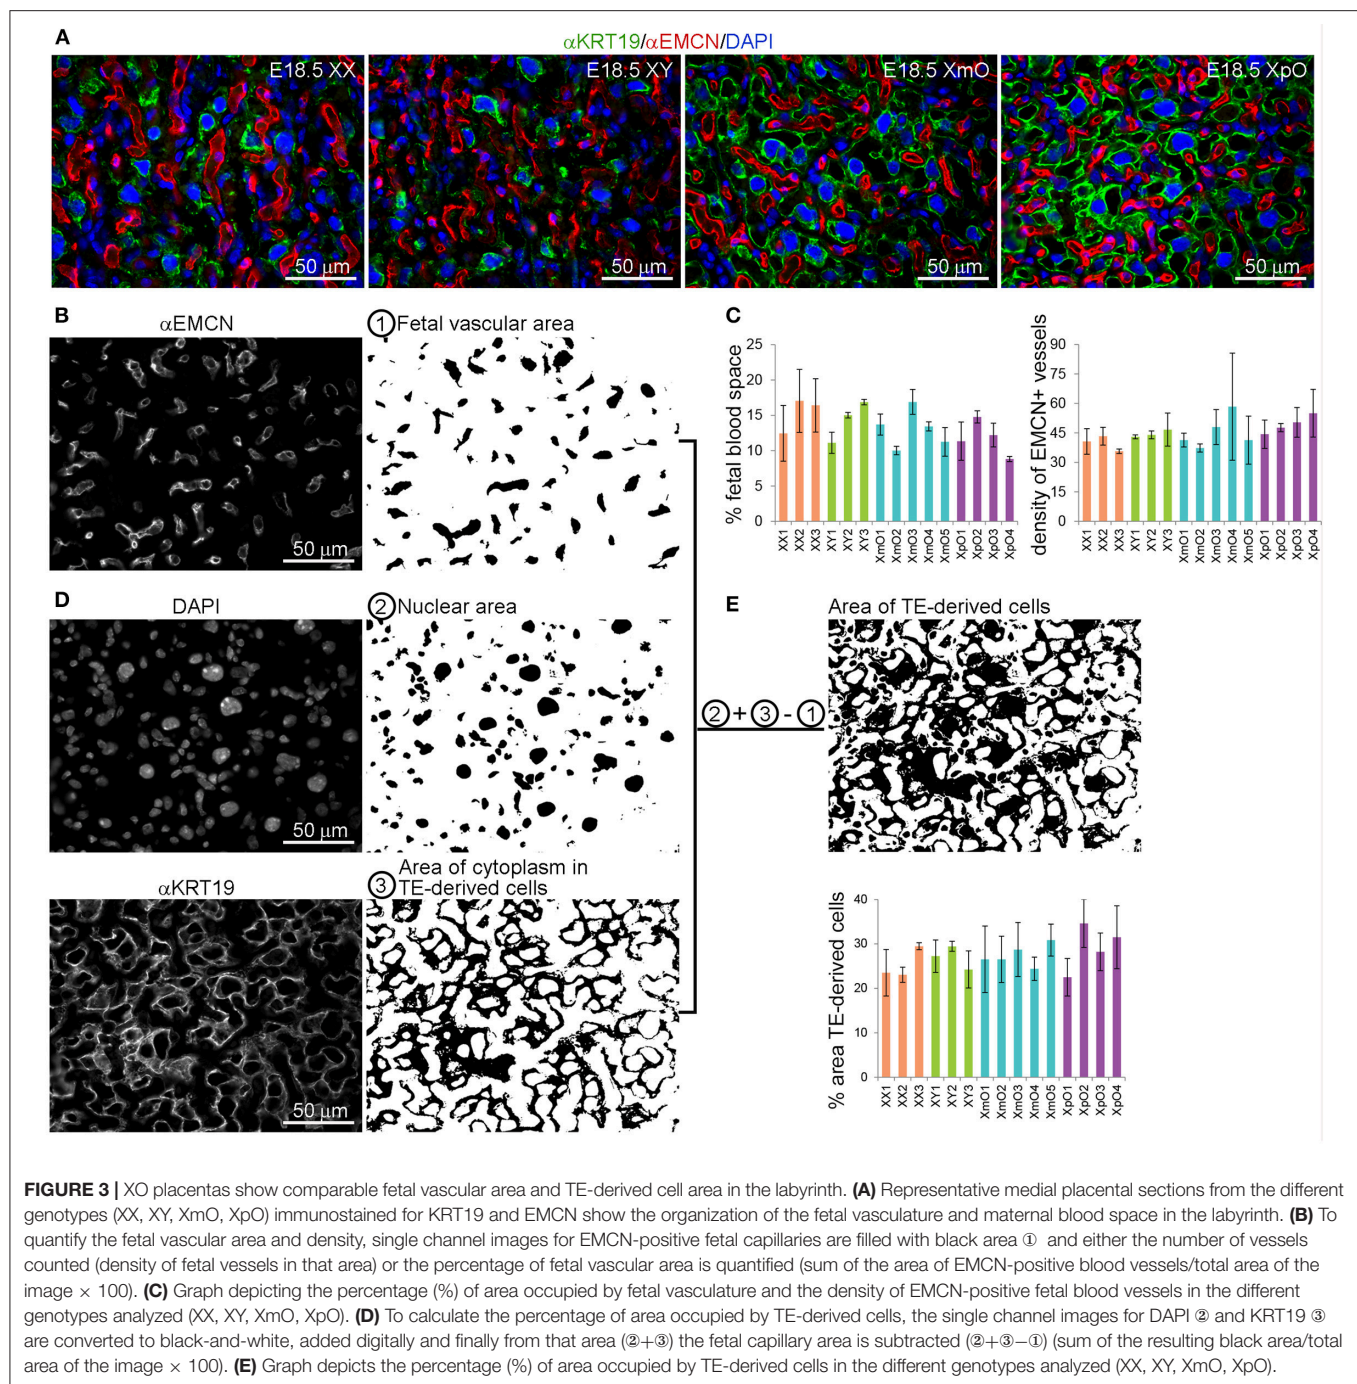 A
αKRT19/αEMCN/DAPI
E18.5 XX
E18.5 XY
E18.5 XmO
E18.5 XpO
50 μm
50 μm
50 μm
50 μm
B
αEMCN
① Fetal vascular area
50 μm
C
% fetal blood space
25
20
15
10
5
0
XX1
XX2
XX3
XY1
XY2
XY3
XmO1
XmO2
XmO3
XmO4
XmO5
XpO1
XpO2
XpO3
XpO4
density of EMCN+ vessels
90
75
60
45
30
15
0
XX1
XX2
XX3
XY1
XY2
XY3
XmO1
XmO2
XmO3
XmO4
XmO5
XpO1
XpO2
XpO3
XpO4
D
DAPI
② Nuclear area
50 μm
αKRT19
③ Area of cytoplasm in
TE-derived cells
50 μm
②+③-①
E
Area of TE-derived cells
% area TE-derived cells
40
30
20
10
0
XX1
XX2
XX3
XY1
XY2
XY3
XmO1
XmO2
XmO3
XmO4
XmO5
XpO1
XpO2
XpO3
XpO4
FIGURE 3 | XO placentas show comparable fetal vascular area and TE-derived cell area in the labyrinth. (A) Representative medial placental sections from the different
genotypes (XX, XY, XmO, XpO) immunostained for KRT19 and EMCN show the organization of the fetal vasculature and maternal blood space in the labyrinth. (B) To
quantify the fetal vascular area and density, single channel images for EMCN-positive fetal capillaries are filled with black area ① and either the number of vessels
counted (density of fetal vessels in that area) or the percentage of fetal vascular area is quantified (sum of the area of EMCN-positive blood vessels/total area of the
image × 100). (C) Graph depicting the percentage (%) of area occupied by fetal vasculature and the density of EMCN-positive fetal blood vessels in the different
genotypes analyzed (XX, XY, XmO, XpO). (D) To calculate the percentage of area occupied by TE-derived cells, the single channel images for DAPI ② and KRT19 ③
are converted to black-and-white, added digitally and finally from that area (②+③) the fetal capillary area is subtracted (②+③–①) (sum of the resulting black area/total
area of the image × 100). (E) Graph depicts the percentage (%) of area occupied by TE-derived cells in the different genotypes analyzed (XX, XY, XmO, XpO).